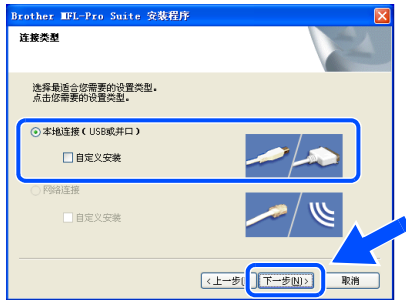 Brother MFL-Pro Suite 安装程序
连接类型
选择最适合您需要的设置类型。
点击您需要的设置类型。
本地连接（USB或并口）
自定义安装
网络连接
自定义安装
<上一步(
下一步(N)>
取消